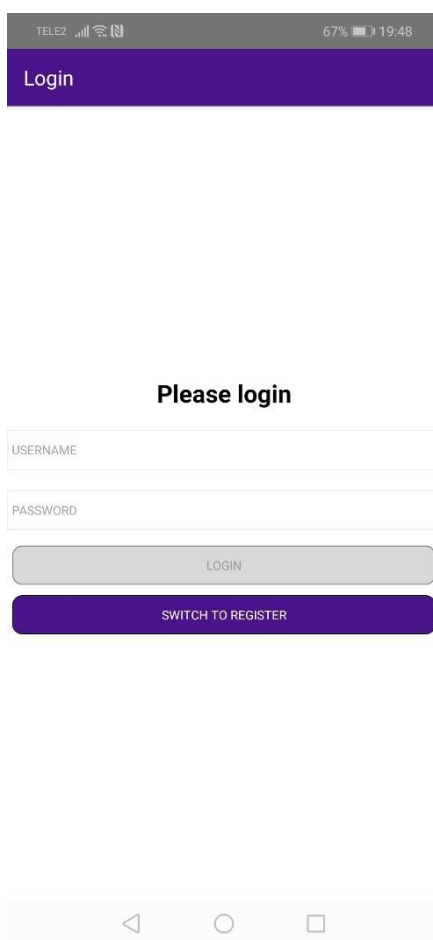 TELE2 67% 19:48
Login
Please login
USERNAME
PASSWORD
LOGIN
SWITCH TO REGISTER